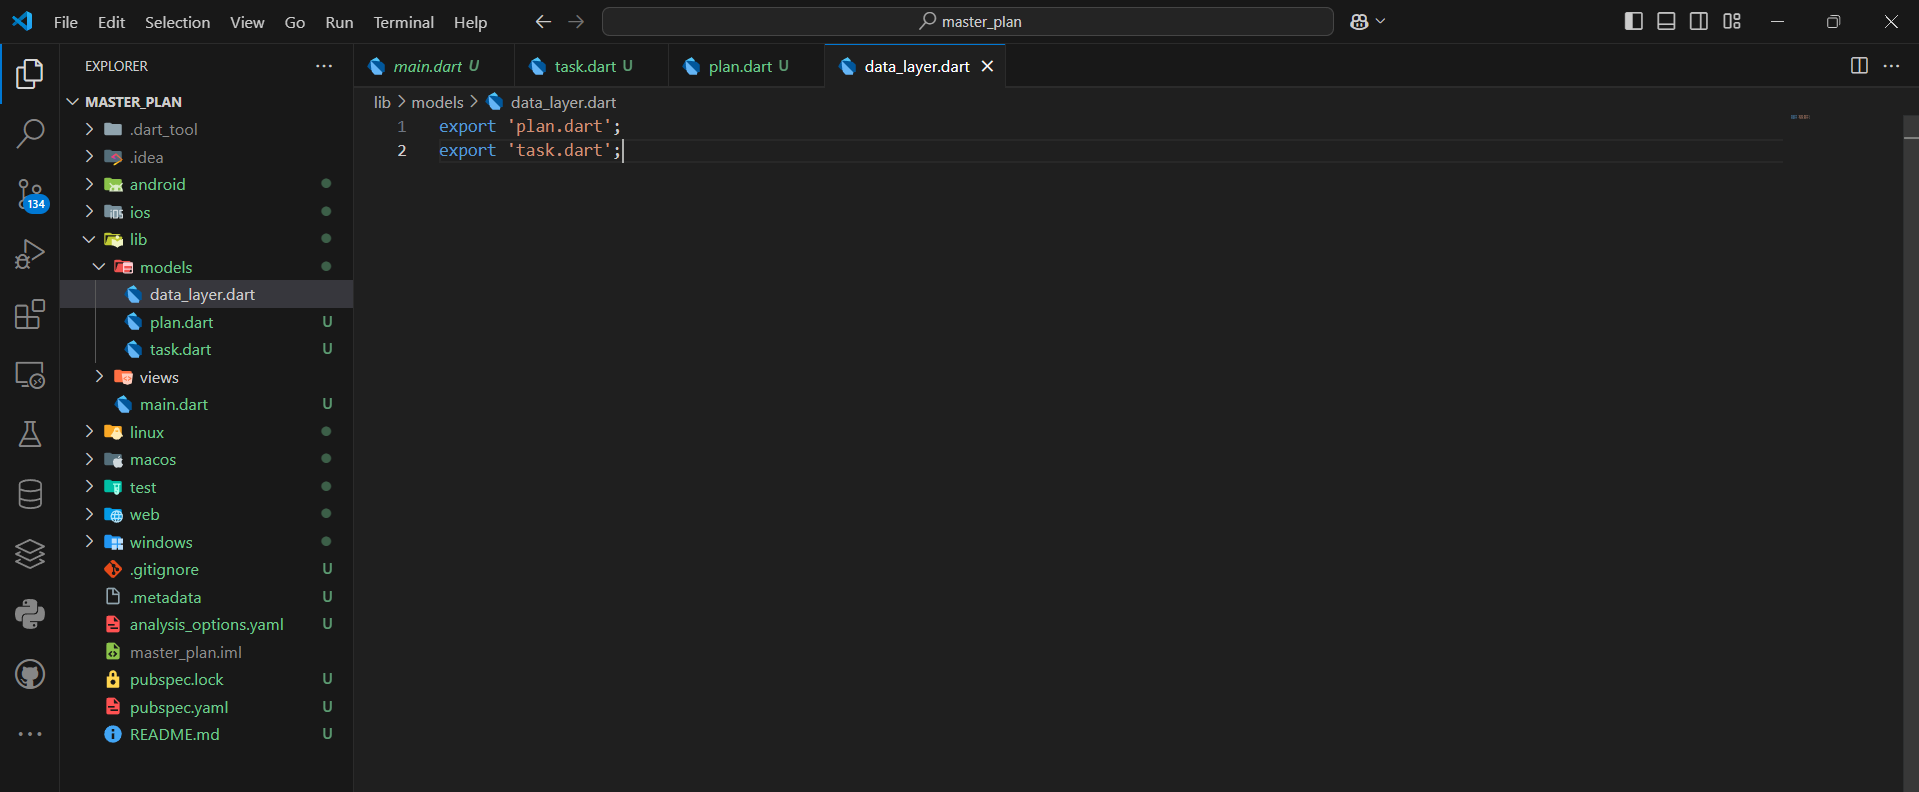 File Edit Selection View Go Run Terminal Help master_plan
EXPLORER
main.dart U task.dart U plan.dart U data_layer.dart
MASTER_PLAN
lib models data_layer.dart
1 export 'plan.dart';
2 export 'task.dart';
134
.dart_tool
.idea
android
ios
lib
models
data_layer.dart
plan.dart U
task.dart U
views
main.dart U
linux
macos
test
web
windows
.gitignore U
.metadata U
analysis_options.yaml U
master_plan.iml
pubspec.lock U
pubspec.yaml U
README.md U